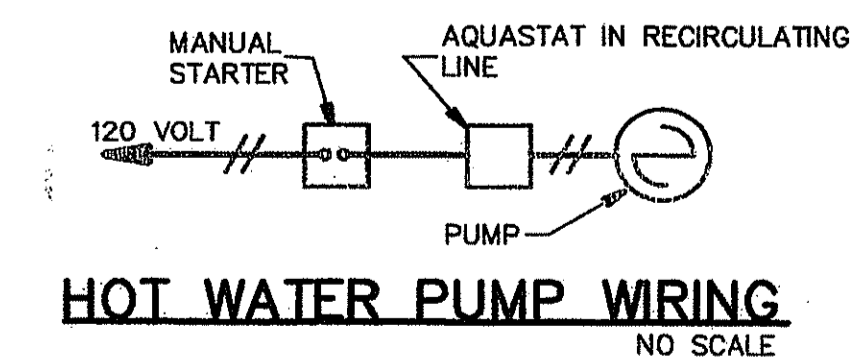 MANUAL
STARTER
AQUASTAT IN RECIRCULATING
LINE
120 VOLT
PUMP
HOT WATER PUMP WIRING
NO SCALE